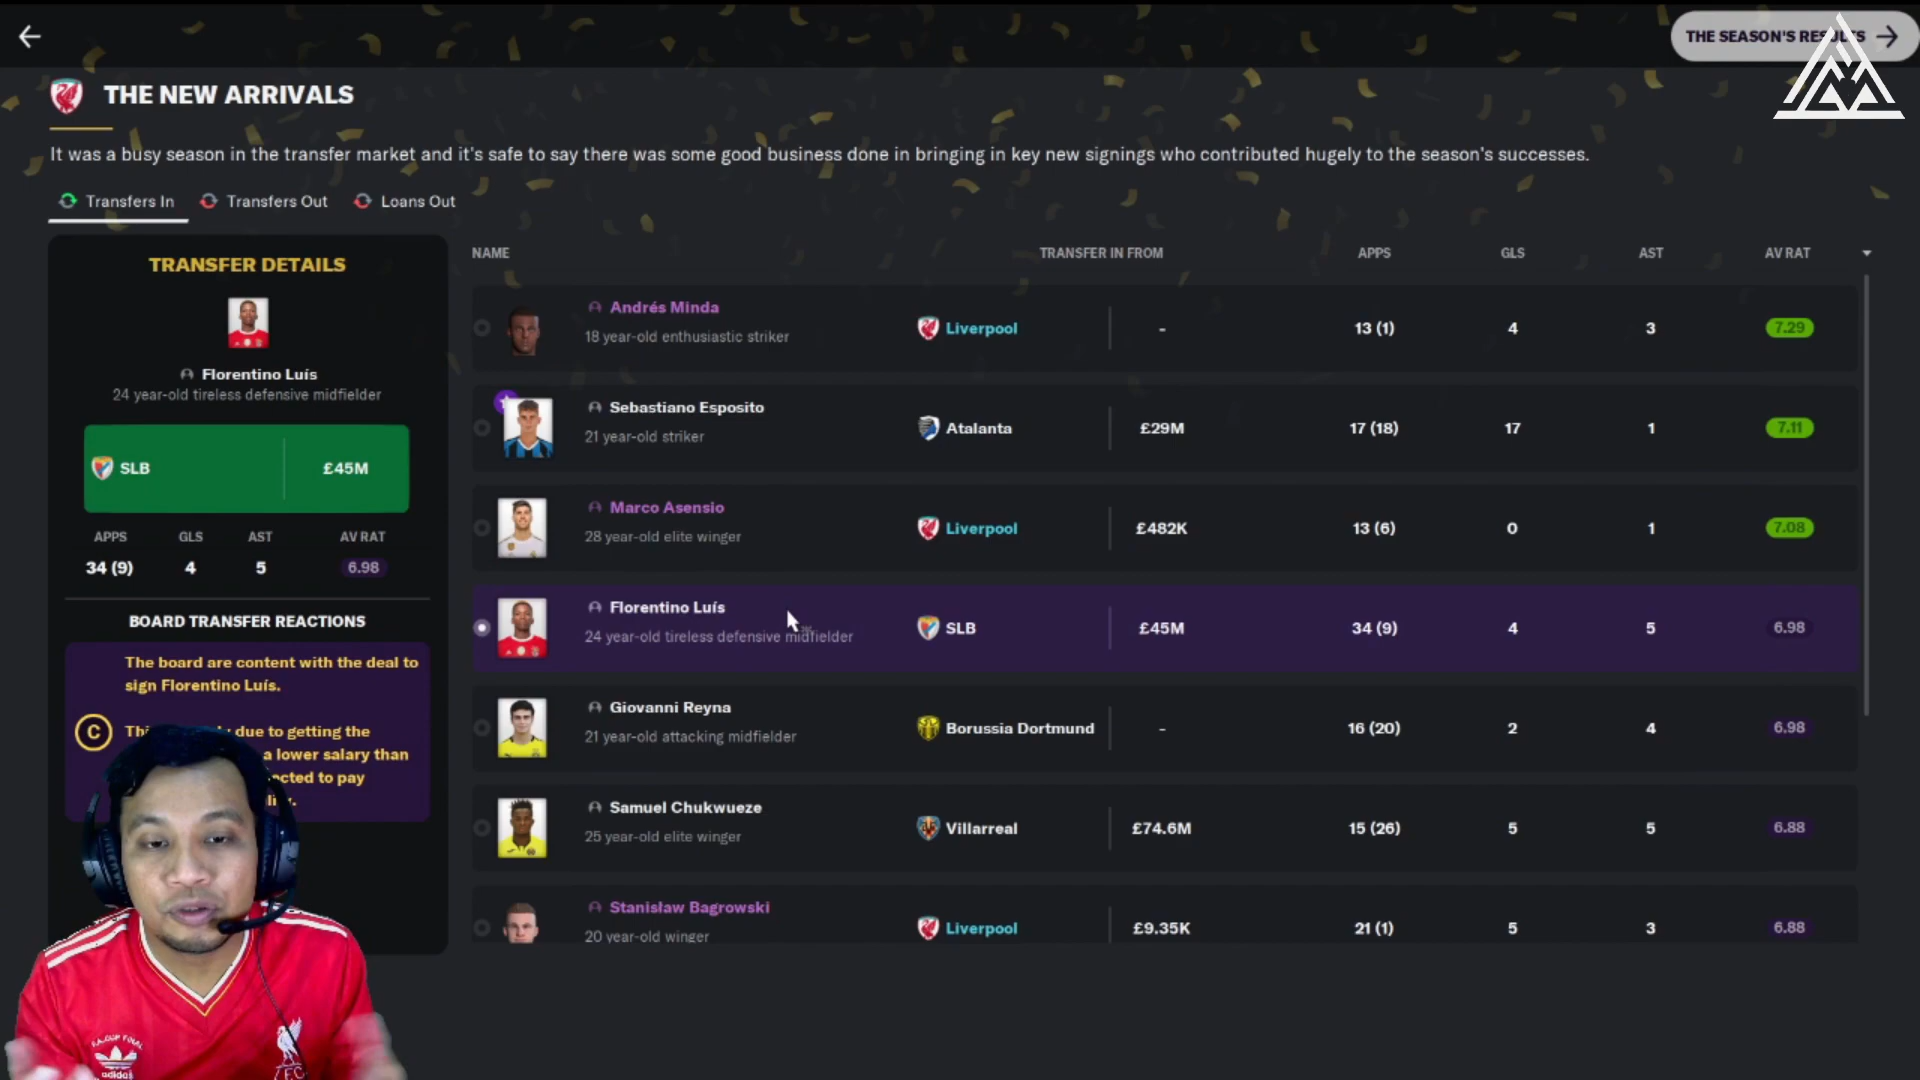 THE SEASON'S RESULTS
THE NEW ARRIVALS
It was a busy season in the transfer market and it's safe to say there was some good business done in bringing in key new signings who contributed hugely to the season's successes.
Transfers In Transfers Out Loans Out
TRANSFER DETAILS
Florentino Luís
24 year-old tireless defensive midfielder
SLB £45M
APPS GLS AST AV RAT
34 (9) 4 5 6.98
BOARD TRANSFER REACTIONS
The board are content with the deal to
sign Florentino Luís.
C
due to getting the
a lower salary than
to pay
NAME TRANSFER IN FROM APPS GLS AST AV RAT
Andrés Minda
18 year-old enthusiastic striker
Liverpool - 13 (1) 4 3 7.29
Sebastiano Esposito
21 year-old striker
Atalanta £29M 17 (18) 17 1 7.11
Marco Asensio
28 year-old elite winger
Liverpool £482K 13 (6) 0 1 7.08
Florentino Luís
24 year-old tireless defensive midfielder
SLB £45M 34 (9) 4 5 6.98
Giovanni Reyna
21 year-old attacking midfielder
Borussia Dortmund - 16 (20) 2 4 6.98
Samuel Chukwueze
25 year-old elite winger
Villarreal £74.6M 15 (26) 5 5 6.88
Stanisław Bagrowski
20 year-old winger
Liverpool £9.35K 21 (1) 5 3 6.88
F.A. CUP FINAL
adidas
L.F.C.